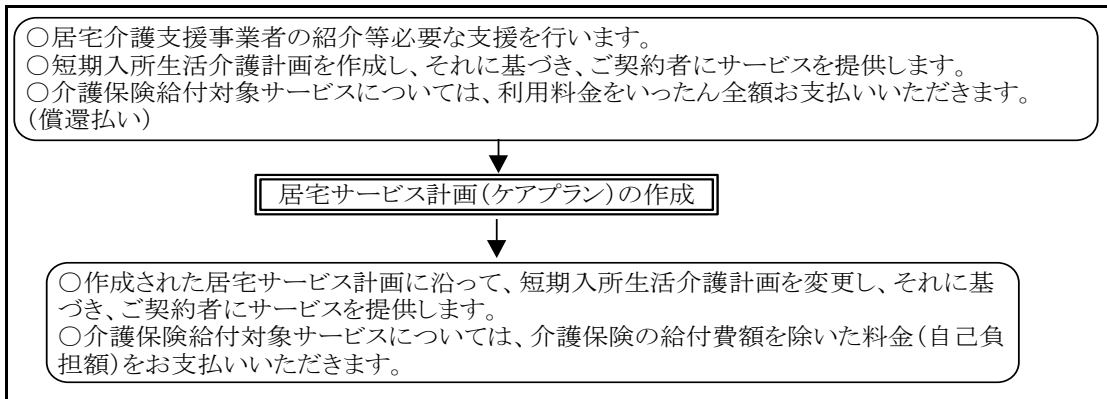 ○居宅介護支援事業者の紹介等必要な支援を行います。
○短期入所生活介護計画を作成し、それに基づき、ご契約者にサービスを提供します。
○介護保険給付対象サービスについては、利用料金をいったん全額お支払いいただきます。
(償還払い)
居宅サービス計画(ケアプラン)の作成
○作成された居宅サービス計画に沿って、短期入所生活介護計画を変更し、それに基
づき、ご契約者にサービスを提供します。
○介護保険給付対象サービスについては、介護保険の給付費額を除いた料金(自己負
担額)をお支払いいただきます。